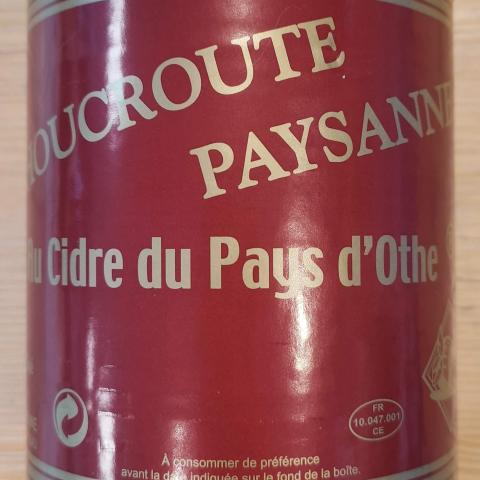 HOUCROUTE
PAYSANNE
Au Cidre du Pays d'Othe
FR
10.047.001
CE
À consommer de préférence
avant la date indiquée sur le fond de la boîte.